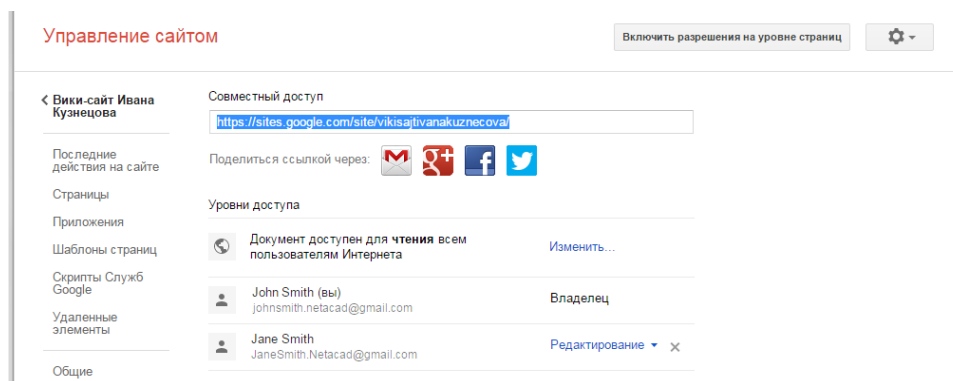 Управление сайтом
Включить разрешения на уровне страниц
Вики-сайт Ивана
Кузнецова
Последние
действия на сайте
Страницы
Приложения
Шаблоны страниц
Скрипты Служб
Google
Удаленные
элементы
Общие
Совместный доступ
https://sites.google.com/site/vikisajtivanakuznecova/
Поделиться ссылкой через:
Уровни доступа
Документ доступен для чтения всем
пользователям Интернета
Изменить...
John Smith (вы)
johnsmith.netacad@gmail.com
Владелец
Jane Smith
JaneSmith.Netacad@gmail.com
Редактирование